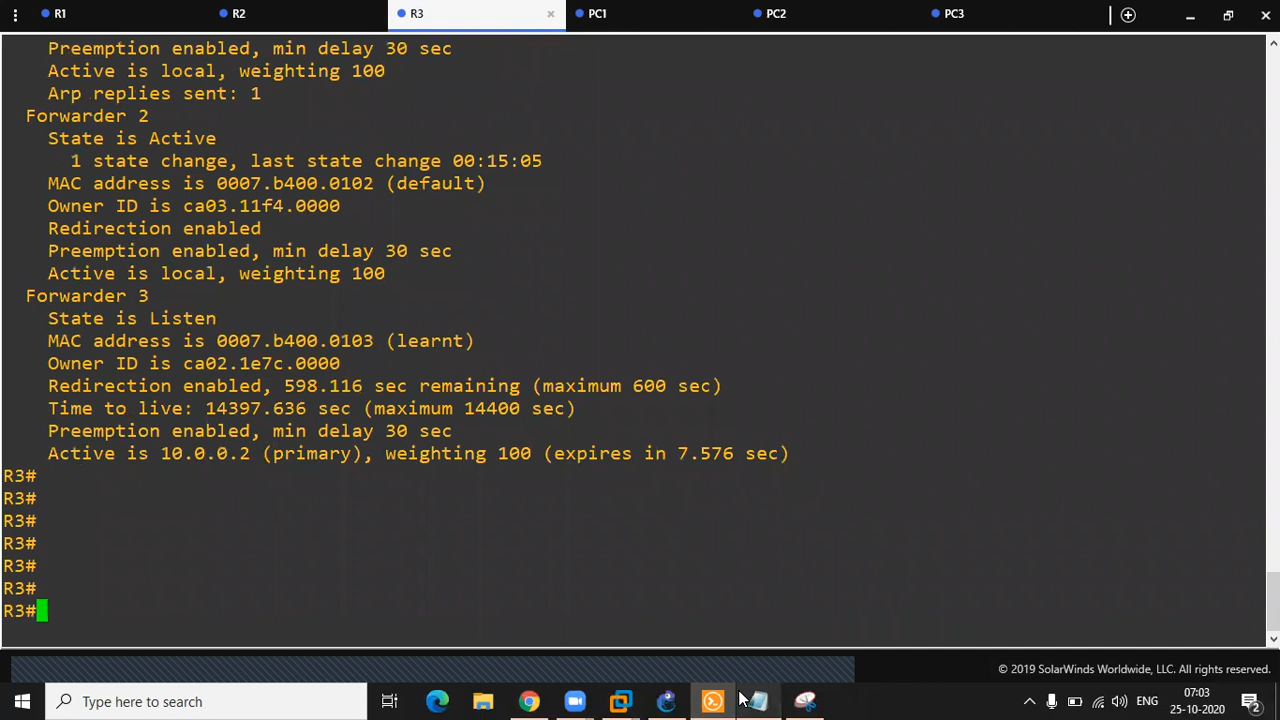 R1
R2
R3
PC1
PC2
PC3
Preemption enabled, min delay 30 sec
Active is local, weighting 100
Arp replies sent: 1
Forwarder 2
State is Active
1 state change, last state change 00:15:05
MAC address is 0007.b400.0102 (default)
Owner ID is ca03.11f4.0000
Redirection enabled
Preemption enabled, min delay 30 sec
Active is local, weighting 100
Forwarder 3
State is Listen
MAC address is 0007.b400.0103 (learnt)
Owner ID is ca02.1e7c.0000
Redirection enabled, 598.116 sec remaining (maximum 600 sec)
Time to live: 14397.636 sec (maximum 14400 sec)
Preemption enabled, min delay 30 sec
Active is 10.0.0.2 (primary), weighting 100 (expires in 7.576 sec)
R3#
R3#
R3#
R3#
R3#
R3#
R3#
© 2019 SolarWinds Worldwide, LLC. All rights reserved.
Type here to search
ENG
07:03
25-10-2020
2